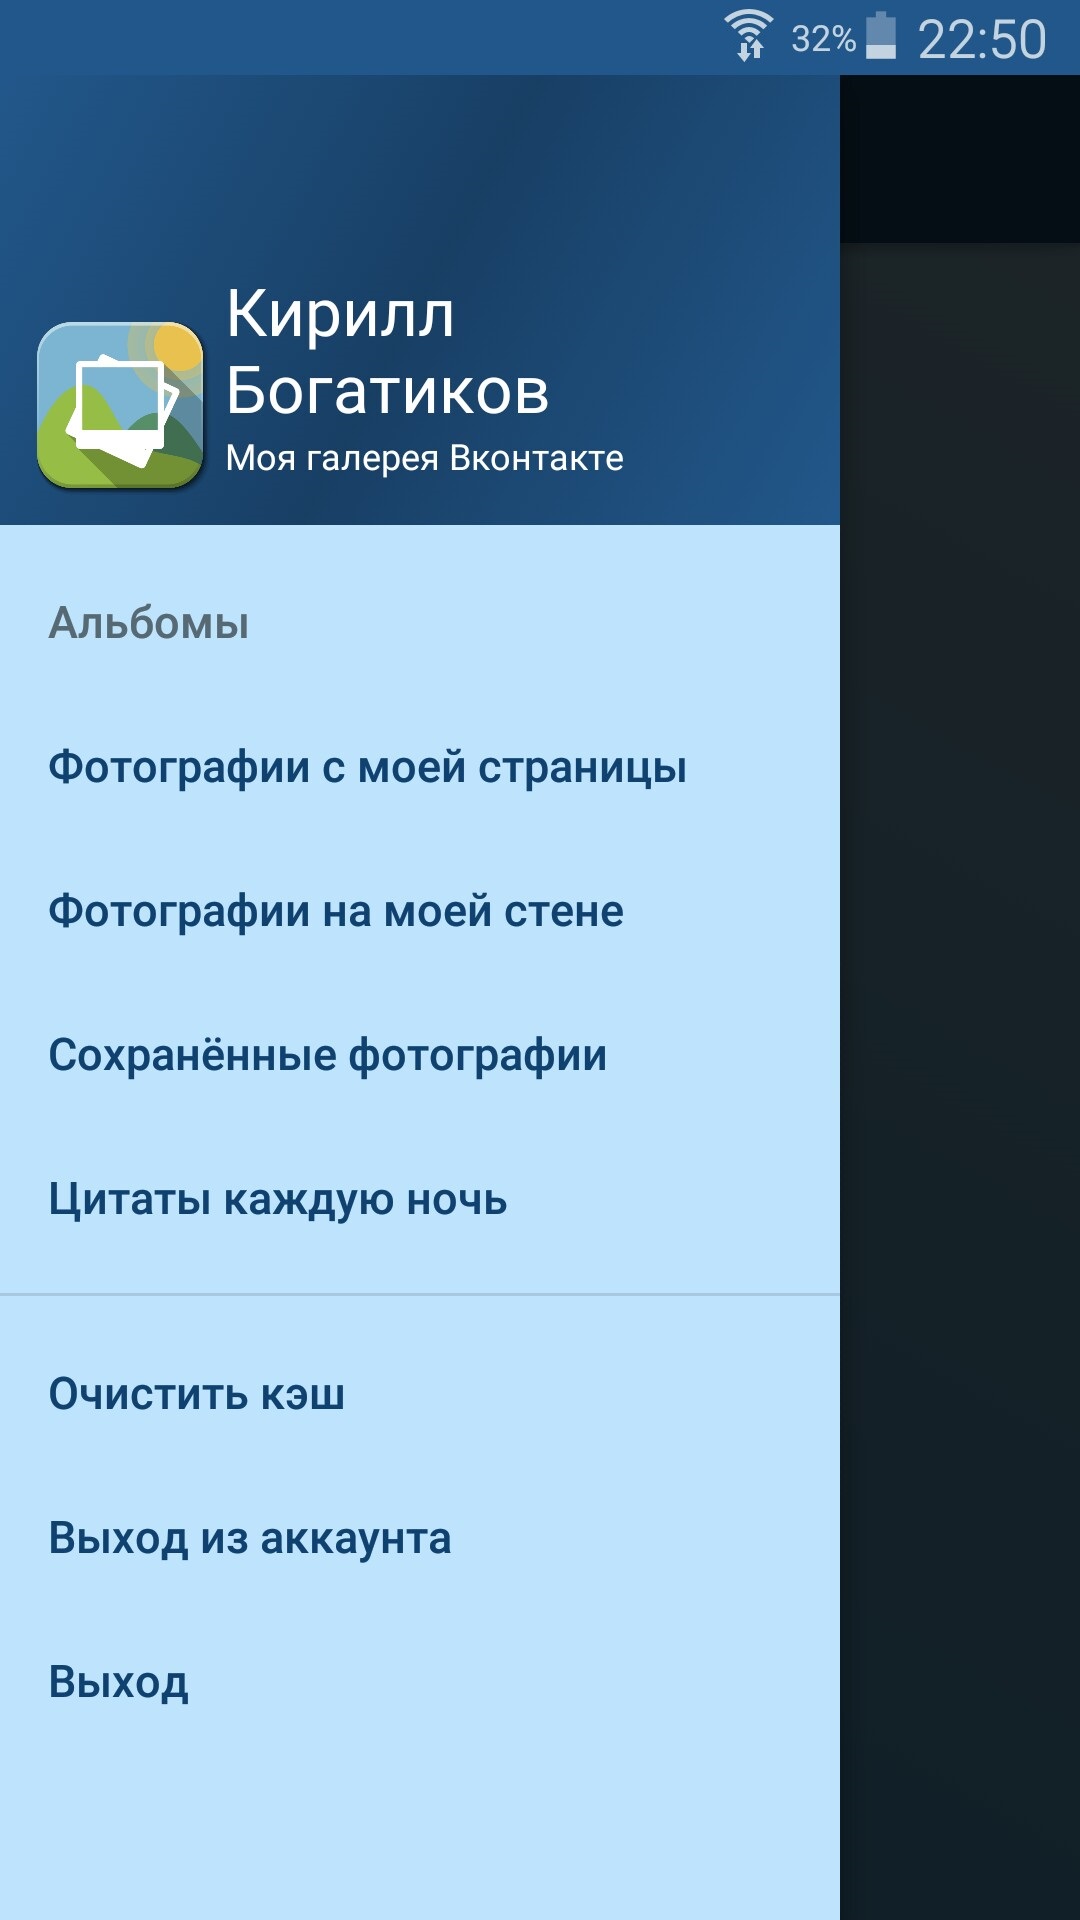 32% 22:50
Кирилл
Богатиков
Моя галерея Вконтакте
Альбомы
Фотографии с моей страницы
Фотографии на моей стене
Сохранённые фотографии
Цитаты каждую ночь
Очистить кэш
Выход из аккаунта
Выход